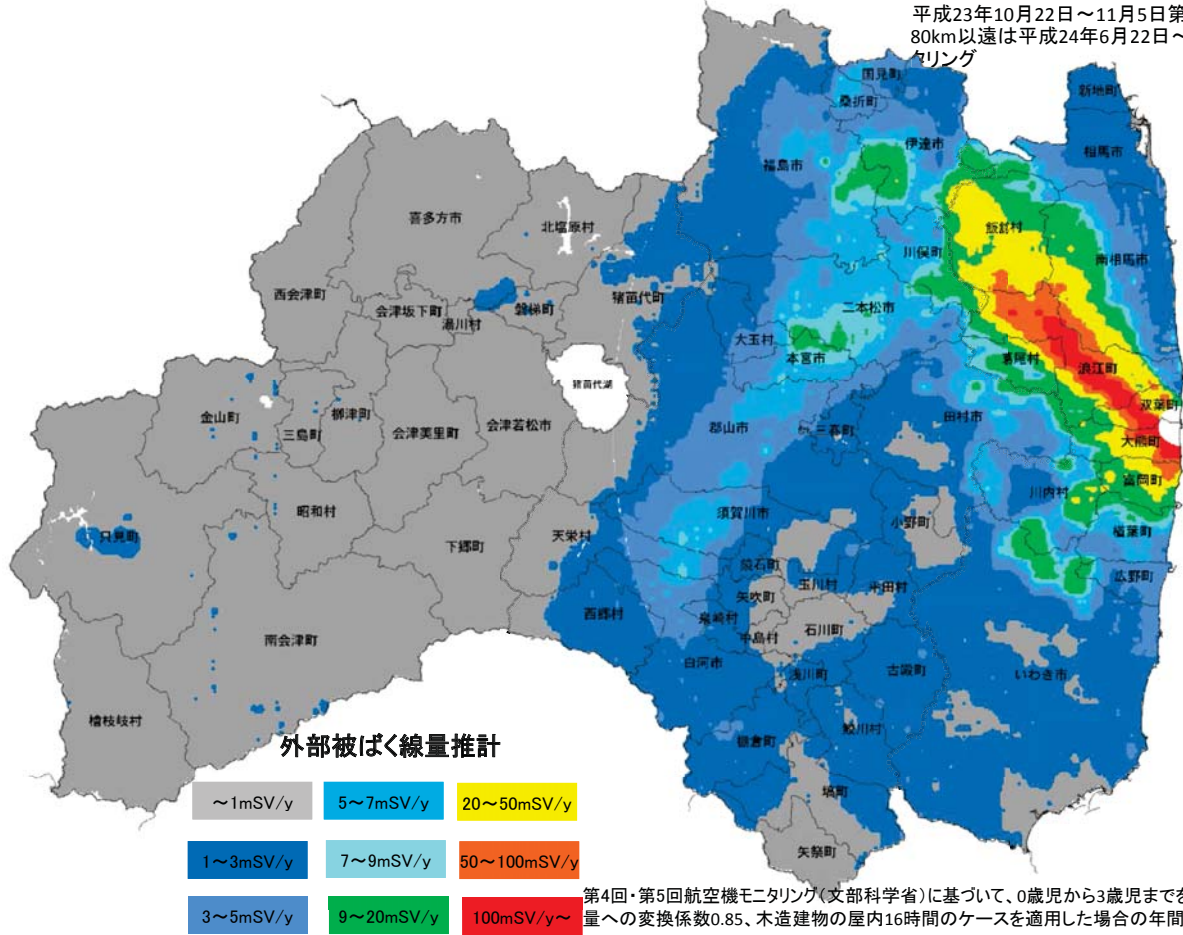 平成23年10月22日～11月5日第
80km以遠は平成24年6月22日～
タリング
国見町
新地町
桑折町
伊達市
相馬市
福島市
喜多方市
北塩原村
飯舘村
川俣町
南相馬市
西会津町
猪苗代町
会津坂下町
湯川村
磐梯町
二本松市
大玉村
本宮市
葛尾村
浪江町
猪苗代湖
双葉町
金山町
柳津町
三島町
会津美里町
会津若松市
郡山市
三春町
田村市
大熊町
富岡町
川内村
昭和村
須賀川市
小野町
只見町
下郷町
天栄村
楢葉町
鏡石町
玉川村
平田村
広野町
矢吹町
西郷村
泉崎村
石川町
中島村
南会津町
白河市
浅川町
古殿町
いわき市
檜枝岐村
鮫川村
棚倉町
塙町
矢祭町
外部被ばく線量推計
～1mSV/y
5～7mSV/y
20～50mSV/y
1～3mSV/y
7～9mSV/y
50～100mSV/y
3～5mSV/y
9～20mSV/y
100mSV/y～
第4回・第5回航空機モニタリング(文部科学省)に基づいて、0歳児から3歳児までを
量への変換係数0.85、木造建物の屋内16時間のケースを適用した場合の年間